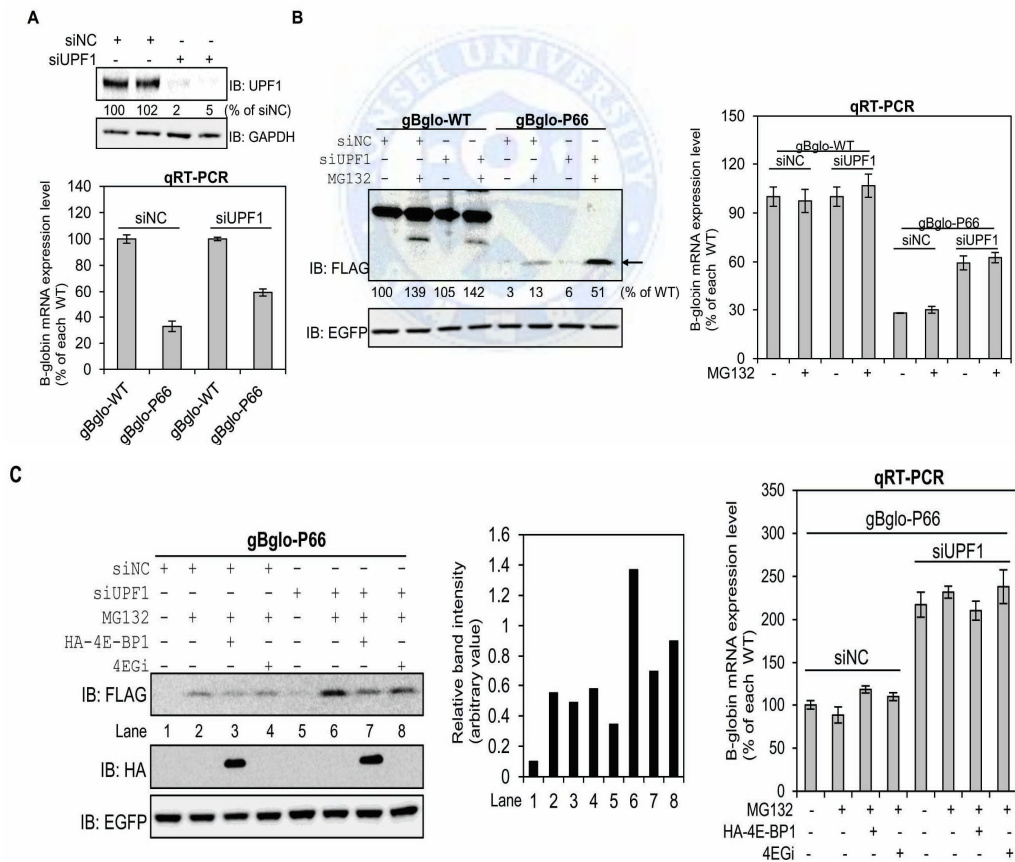 A
siNC + + - -
siUPF1 - - + +
IB: UPF1
100 102 2 5 (% of siNC)
IB: GAPDH
qRT-PCR
B-globin mRNA expression level
(% of each WT)
140
120
100
80
60
40
20
0
siNC
siUPF1
gBglo-WT
gBglo-P66
gBglo-WT
gBglo-P66
B
YONSEI UNIVERSITY
gBglo-WT gBglo-P66
siNC + + - - + + - -
siUPF1 - - + + - - + +
MG132 - + - + - + - +
IB: FLAG
100 139 105 142 3 13 6 51 (% of WT)
IB: EGFP
qRT-PCR
B-globin mRNA expression level
(% of each WT)
150
120
90
60
30
0
gBglo-WT
siNC siUPF1
gBglo-P66
siNC siUPF1
MG132 - + - + - + - +
C
gBglo-P66
siNC + + + + - - - -
siUPF1 - - - - + + + +
MG132 - + + + - + + +
HA-4E-BP1 - - + - - - + -
4EGi - - - + - - - +
IB: FLAG
Lane 1 2 3 4 5 6 7 8
IB: HA
IB: EGFP
Relative band intensity
(arbitrary value)
1.6
1.4
1.2
1
0.8
0.6
0.4
0.2
0
Lane 1 2 3 4 5 6 7 8
qRT-PCR
B-globin mRNA expression level
(% of each WT)
350
300
250
200
150
100
50
0
gBglo-P66
siUPF1
siNC
MG132 - + + + - + + +
HA-4E-BP1 - - + - - - + -
4EGi - - - + - - - +